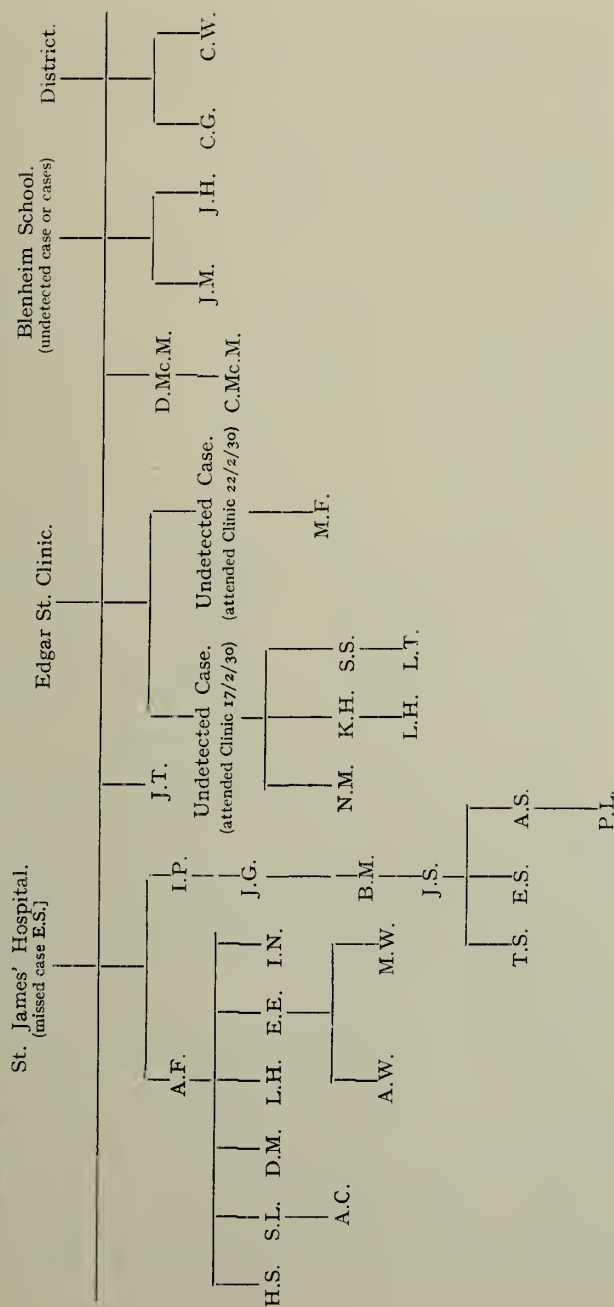 St. James' Hospital.
(missed case E.S.]
Edgar St. Clinic.
Blenheim School.
(undetected case or cases)
District.
A.F.
I.P.
J.T.
Undetected Case.
(attended Clinic 17/2/30)
Undetected Case.
(attended Clinic 22/2/30)
D.Mc.M.
J.M.
J.H.
C.G.
C.W.
H.S.
S.L.
D.M.
L.H.
E.E.
I.N.
J.G.
N.M.
K.H.
S.S.
M.F.
C.Mc.M.
A.C.
A.W.
M.W.
B.M.
L.H.
L.T.
J.S.
T.S.
E.S.
A.S.
P.L.